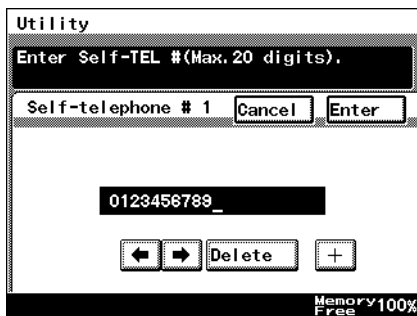 Utility
Enter Self-TEL #(Max.20 digits).
Self-telephone # 1 Cancel Enter
0123456789_
← → Delete +
Memory Free 100%